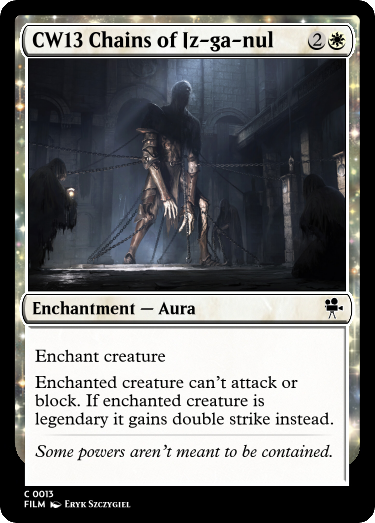 CW13 Chains of Iz-ga-nul 2
Enchantment — Aura
Enchant creature
Enchanted creature can't attack or
block. If enchanted creature is
legendary it gains double strike instead.
Some powers aren't meant to be contained.
C 0013
FILM Eryk Szczygiel